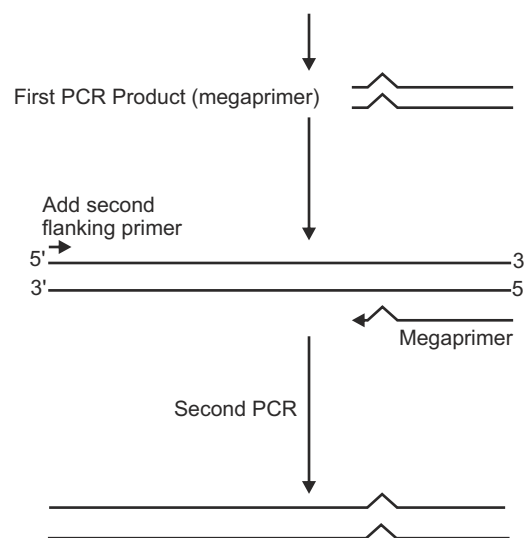 First PCR Product (megaprimer)
Add second
flanking primer
5' 3
3' 5
Megaprimer
Second PCR